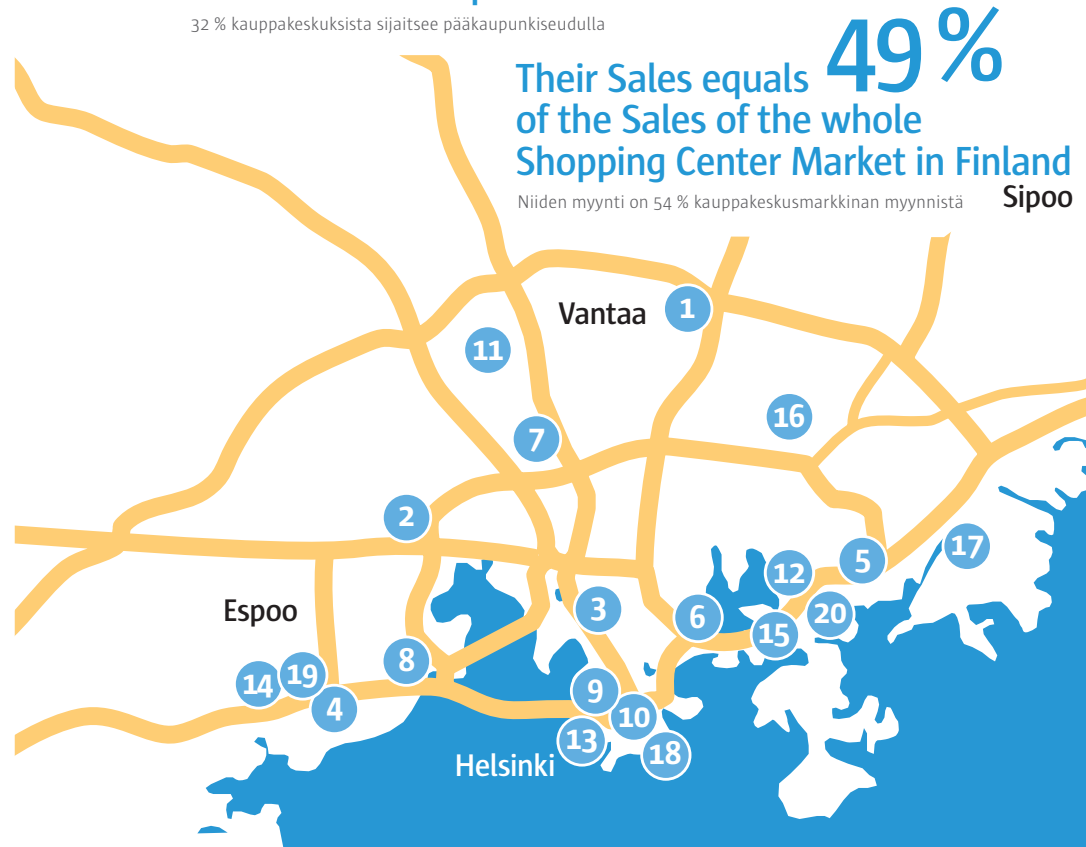 32 % kauppakeskuksista sijaitsee pääkaupunkiseudulla
Their Sales equals 49 %
of the Sales of the whole
Shopping Center Market in Finland
Niiden myynti on 54 % kauppakeskusmarkkinan myynnistä
Sipoo
Vantaa
1
11
16
7
2
17
5
12
Espoo
3
6
20
15
8
19
14
4
9
10
13
18
Helsinki